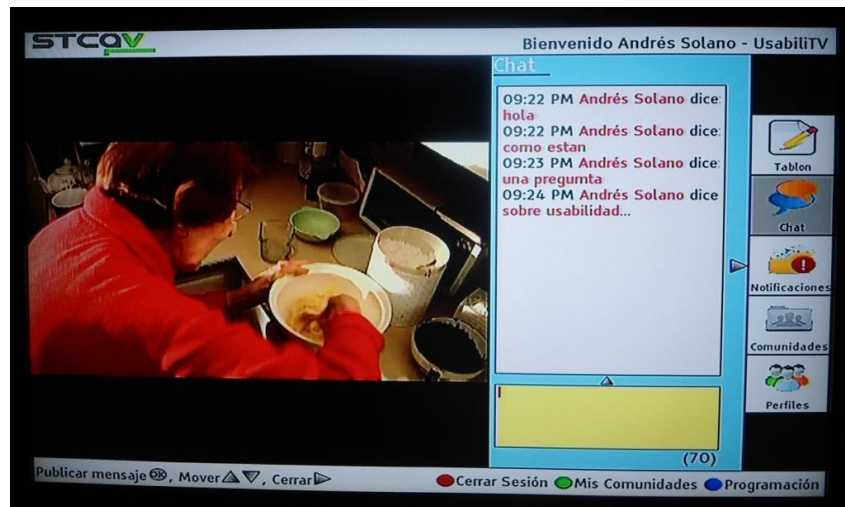 STCAV
Bienvenido Andrés Solano - UsabiliTV
Chat
09:22 PM Andrés Solano dice:
hola
09:22 PM Andrés Solano dice:
como estan
09:23 PM Andrés Solano dice:
una pregumta
09:24 PM Andrés Solano dice
sobre usabilidad...
(70)
Tablon
Chat
Notificaciones
Comunidades
Perfiles
Publicar mensaje OK, Mover, Cerrar
Cerrar Sesión Mis Comunidades Programación